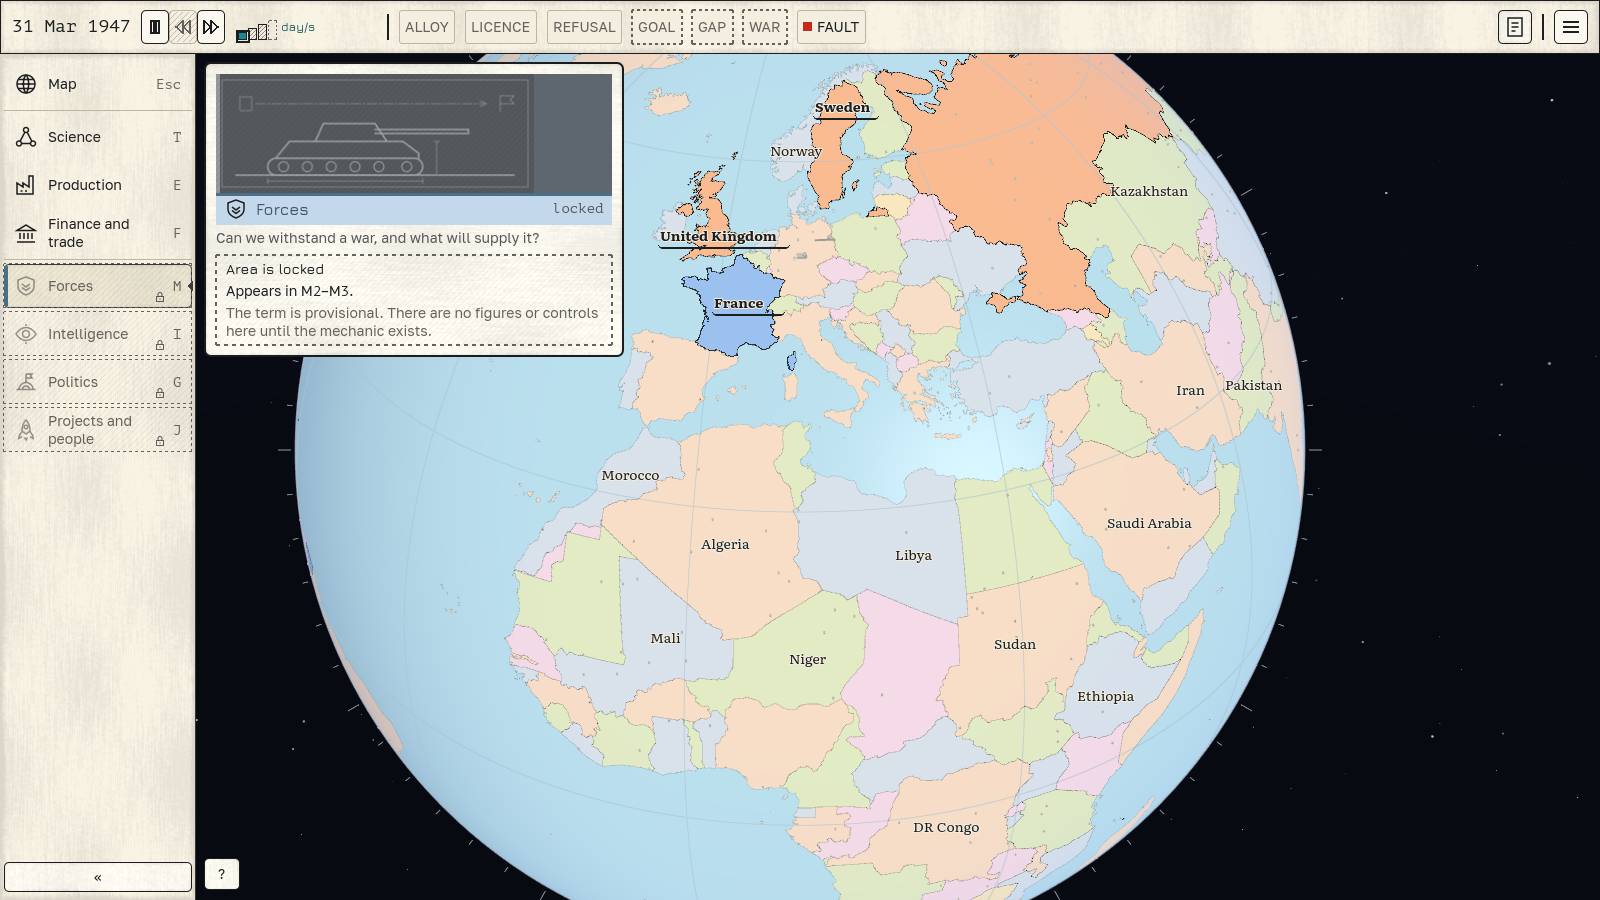 31 Mar 1947
day/s
ALLOY
LICENCE
REFUSAL
GOAL
GAP
WAR
FAULT
Map Esc
Science T
Production E
Finance and
trade F
Forces M
Intelligence I
Politics G
Projects and
people J
«
Forces locked
Can we withstand a war, and what will supply it?
Area is locked
Appears in M2–M3.
The term is provisional. There are no figures or controls
here until the mechanic exists.
?
Sweden
Norway
Kazakhstan
United Kingdom
France
Iran
Pakistan
Morocco
Saudi Arabia
Algeria
Libya
Mali
Niger
Sudan
Ethiopia
DR Congo